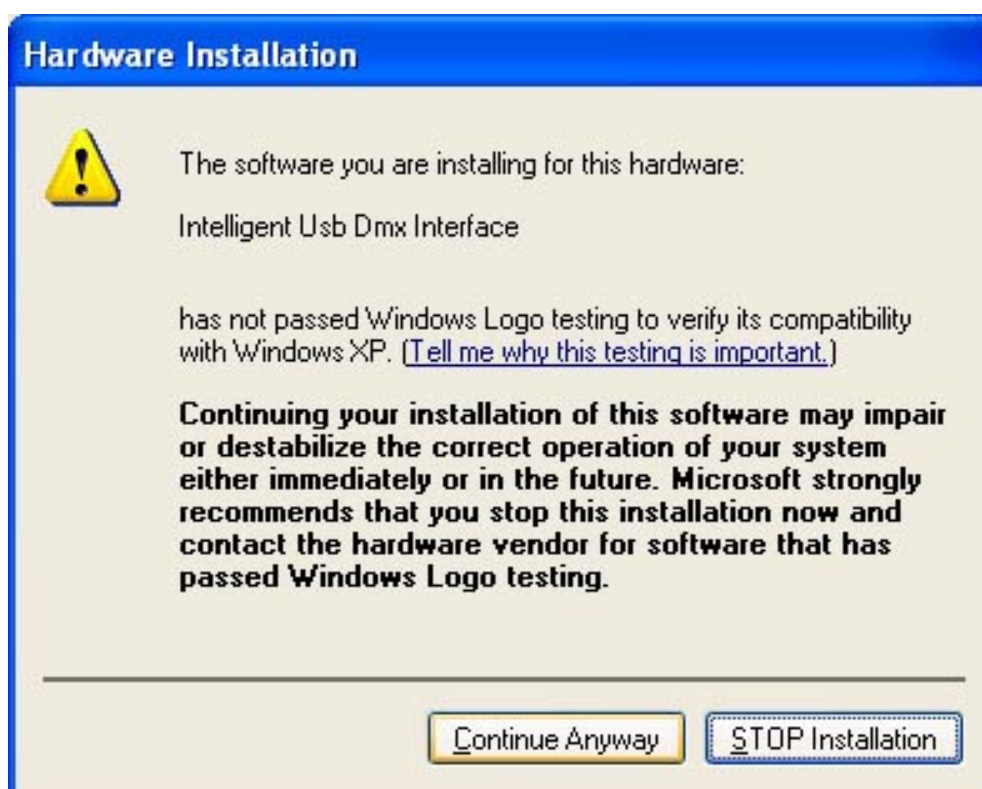 Hardware Installation
The software you are installing for this hardware:
Intelligent Usb Dmx Interface
has not passed Windows Logo testing to verify its compatibility
with Windows XP. (Tell me why this testing is important.)
Continuing your installation of this software may impair
or destabilize the correct operation of your system
either immediately or in the future. Microsoft strongly
recommends that you stop this installation now and
contact the hardware vendor for software that has
passed Windows Logo testing.
Continue Anyway
STOP Installation